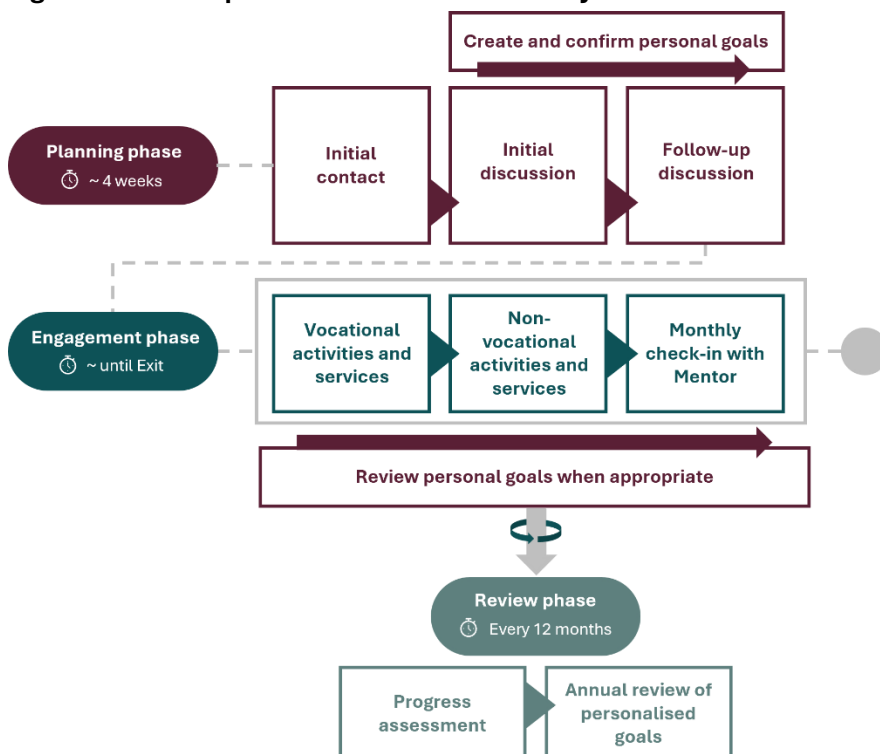 Create and confirm personal goals
Planning phase
~ 4 weeks
Initial
contact
Initial
discussion
Follow-up
discussion
Engagement phase
~ until Exit
Vocational
activities and
services
Non-
vocational
activities and
services
Monthly
check-in with
Mentor
Review personal goals when appropriate
Review phase
Every 12 months
Progress
assessment
Annual review of
personalised
goals